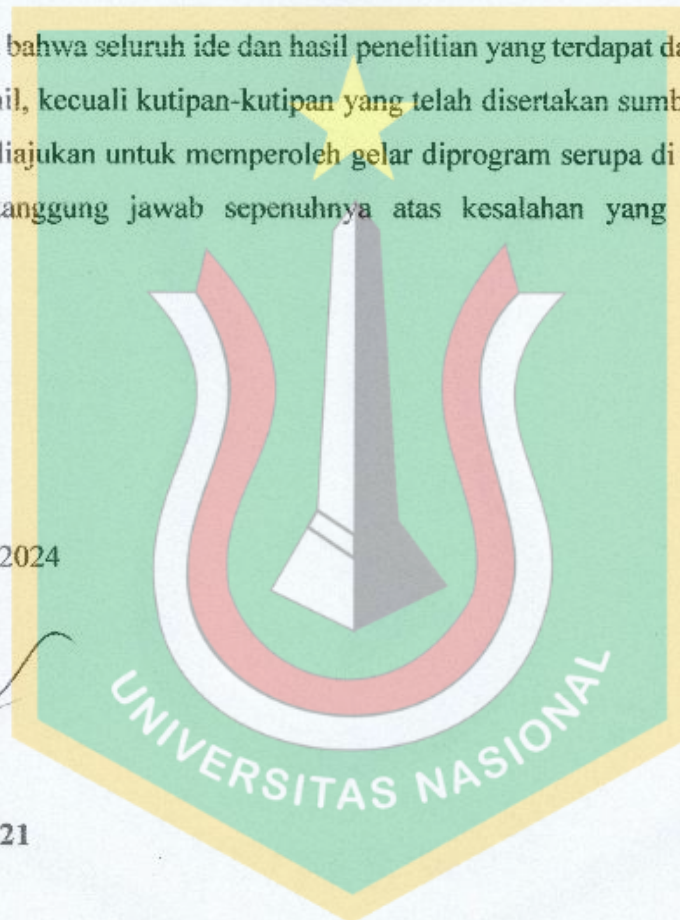 bahwa seluruh ide dan hasil penelitian yang terdapat da
il, kecuali kutipan-kutipan yang telah disertakan sumb
liajukan untuk memperoleh gelar diprogram serupa di
anggung jawab sepenuhnya atas kesalahan yang
2024
UNIVERSITAS NASIONAL
21